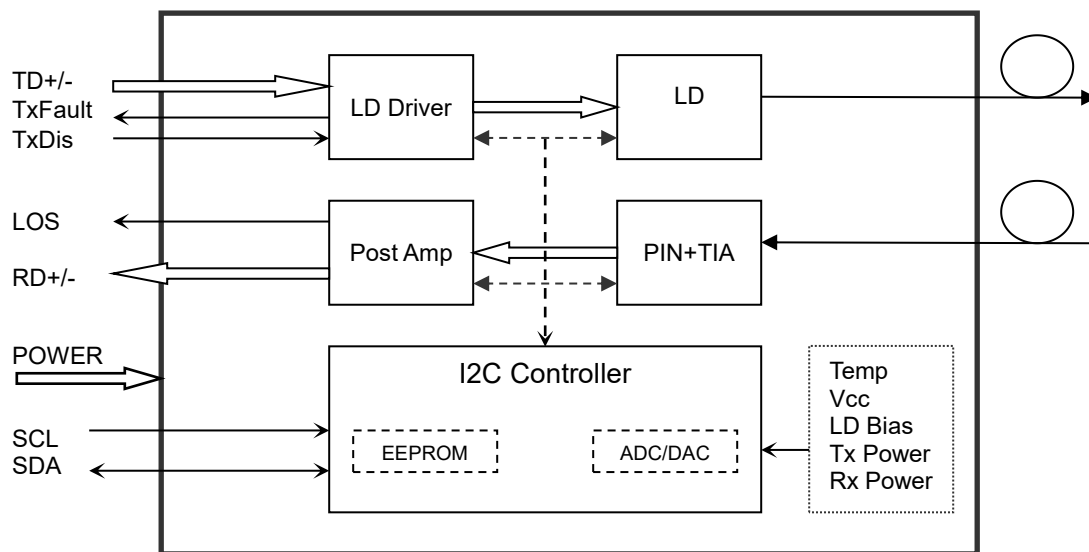 TD+/-
TxFault
TxDis
LD Driver
LD
LOS
RD+/-
Post Amp
PIN+TIA
POWER
SCL
SDA
I2C Controller
EEPROM
ADC/DAC
Temp
Vcc
LD Bias
Tx Power
Rx Power